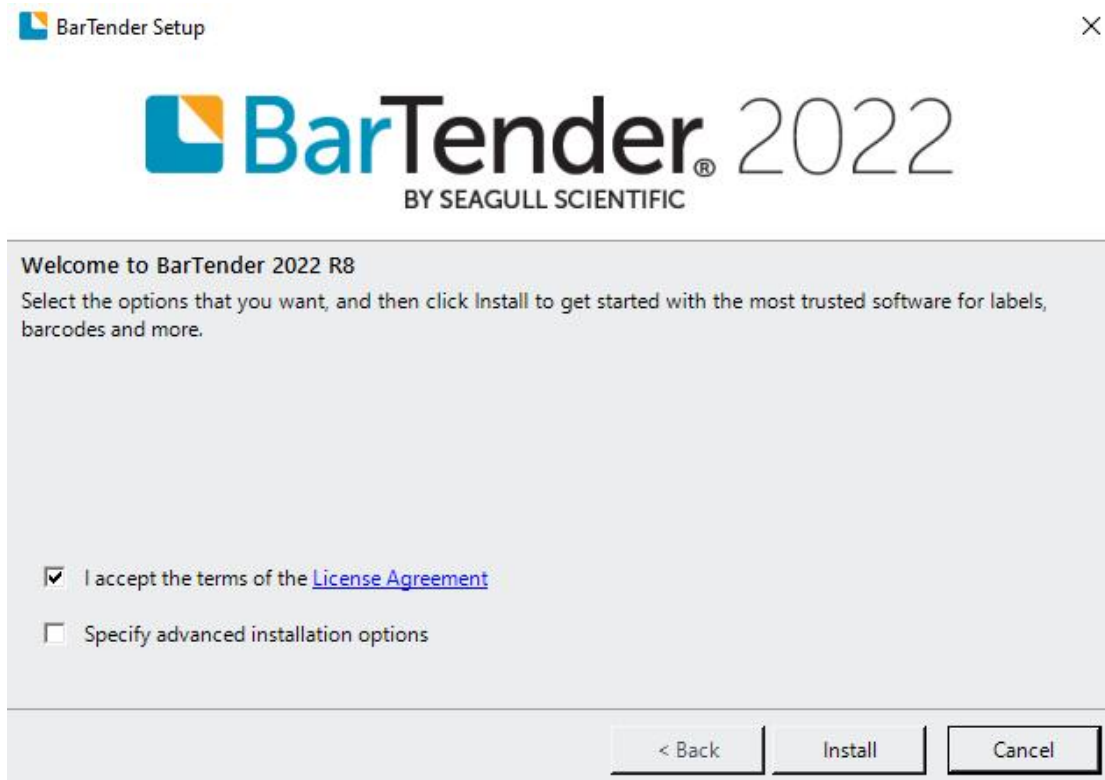 BarTender Setup
BarTender® 2022
BY SEAGULL SCIENTIFIC
Welcome to BarTender 2022 R8
Select the options that you want, and then click Install to get started with the most trusted software for labels,
barcodes and more.
I accept the terms of the License Agreement
Specify advanced installation options
< Back Install Cancel